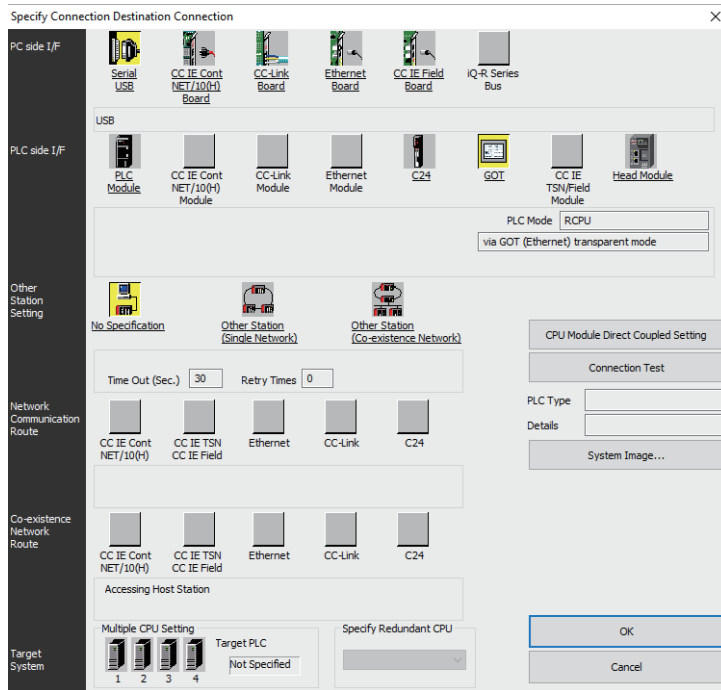 Specify Connection Destination Connection
PC side I/F
Serial
USB
CC IE Cont
NET/10(H)
Board
CC-Link
Board
Ethernet
Board
CC IE Field
Board
iQ-R Series
Bus
USB
PLC side I/F
PLC
Module
CC IE Cont
NET/10(H)
Module
CC-Link
Module
Ethernet
Module
C24
GOT
CC IE
TSN/Field
Module
Head Module
PLC Mode RCPU
via GOT (Ethernet) transparent mode
Other
Station
Setting
No Specification
Other Station
(Single Network)
Other Station
(Co-existence Network)
CPU Module Direct Coupled Setting
Time Out (Sec.) 30 Retry Times 0
Connection Test
PLC Type
Details
System Image...
Network
Communication
Route
CC IE Cont
NET/10(H)
CC IE TSN
CC IE Field
Ethernet
CC-Link
C24
Co-existence
Network
Route
CC IE Cont
NET/10(H)
CC IE TSN
CC IE Field
Ethernet
CC-Link
C24
Accessing Host Station
Target
System
Multiple CPU Setting
1 2 3 4
Target PLC
Not Specified
Specify Redundant CPU
OK
Cancel